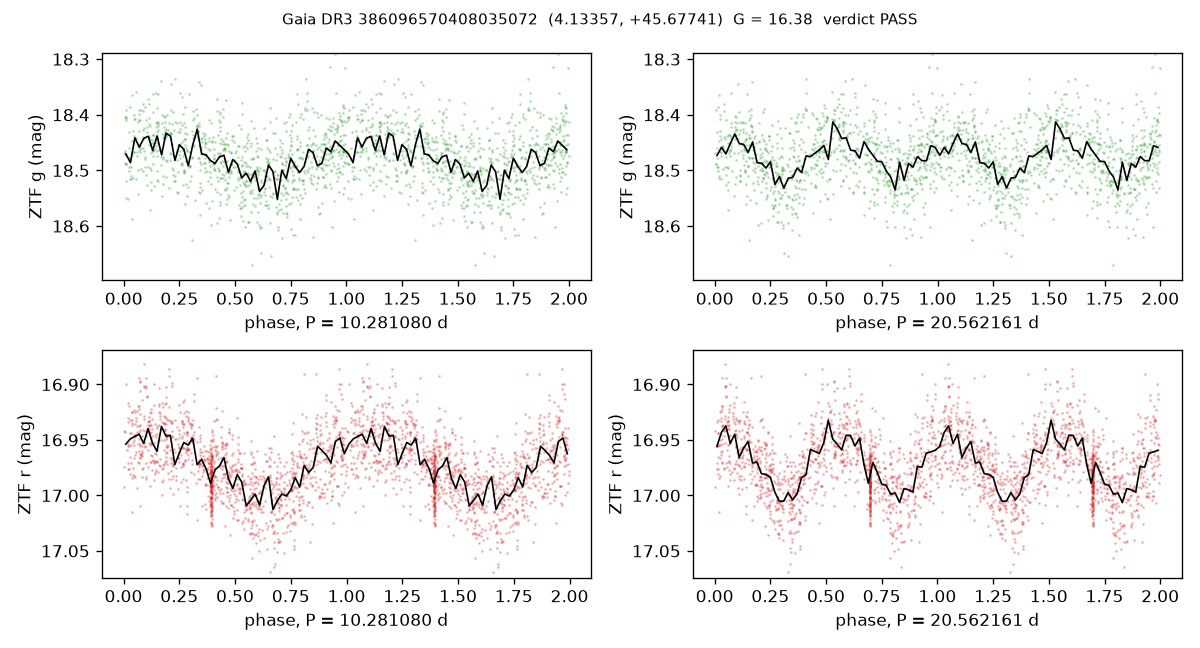 Gaia DR3 386096570408035072 (4.13357, +45.67741) G = 16.38 verdict PASS
ZTF g (mag)
18.3
18.4
18.5
18.6
0.00 0.25 0.50 0.75 1.00 1.25 1.50 1.75 2.00
phase, P = 10.281080 d
ZTF g (mag)
18.3
18.4
18.5
18.6
0.00 0.25 0.50 0.75 1.00 1.25 1.50 1.75 2.00
phase, P = 20.562161 d
ZTF r (mag)
16.90
16.95
17.00
17.05
0.00 0.25 0.50 0.75 1.00 1.25 1.50 1.75 2.00
phase, P = 10.281080 d
ZTF r (mag)
16.90
16.95
17.00
17.05
0.00 0.25 0.50 0.75 1.00 1.25 1.50 1.75 2.00
phase, P = 20.562161 d